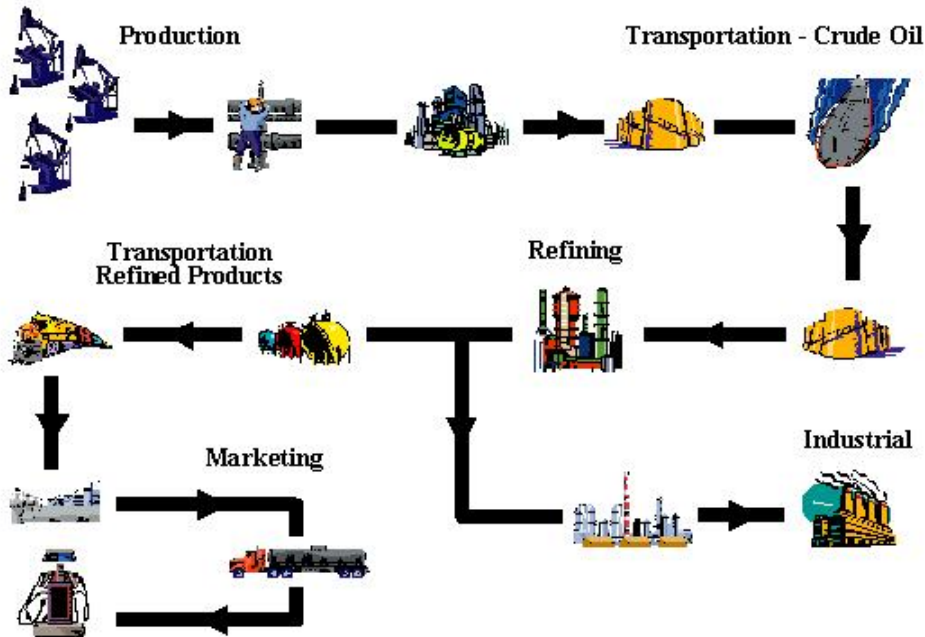 Production
Transportation - Crude Oil
Transportation
Refined Products
Refining
Marketing
Industrial